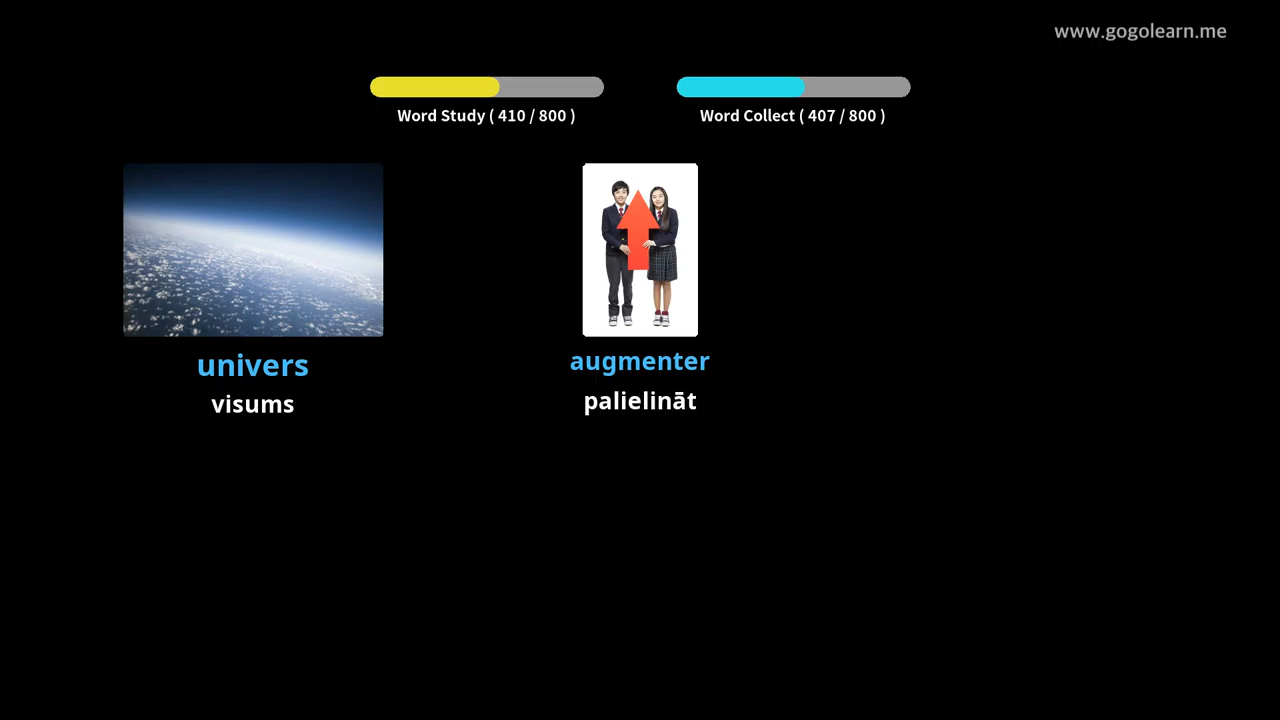 www.gogolearn.me
Word Study ( 410 / 800 )
Word Collect ( 407 / 800 )
univers
visums
augmenter
palielināt